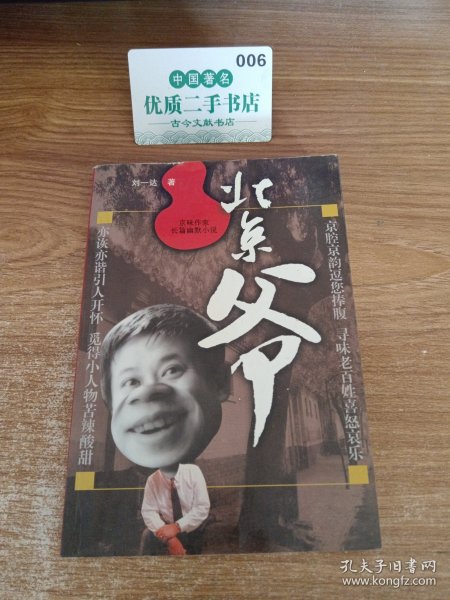 006
中国著名
优质二手书店
古今文献书店
刘一达 著
京味作家
长篇幽默小说
北京爷
京腔京韵逗您捧腹 寻味老百姓喜怒哀乐
亦该亦谐引人开怀 觅得小人物苦辣酸甜
孔夫子旧书网
www.kongfz.com